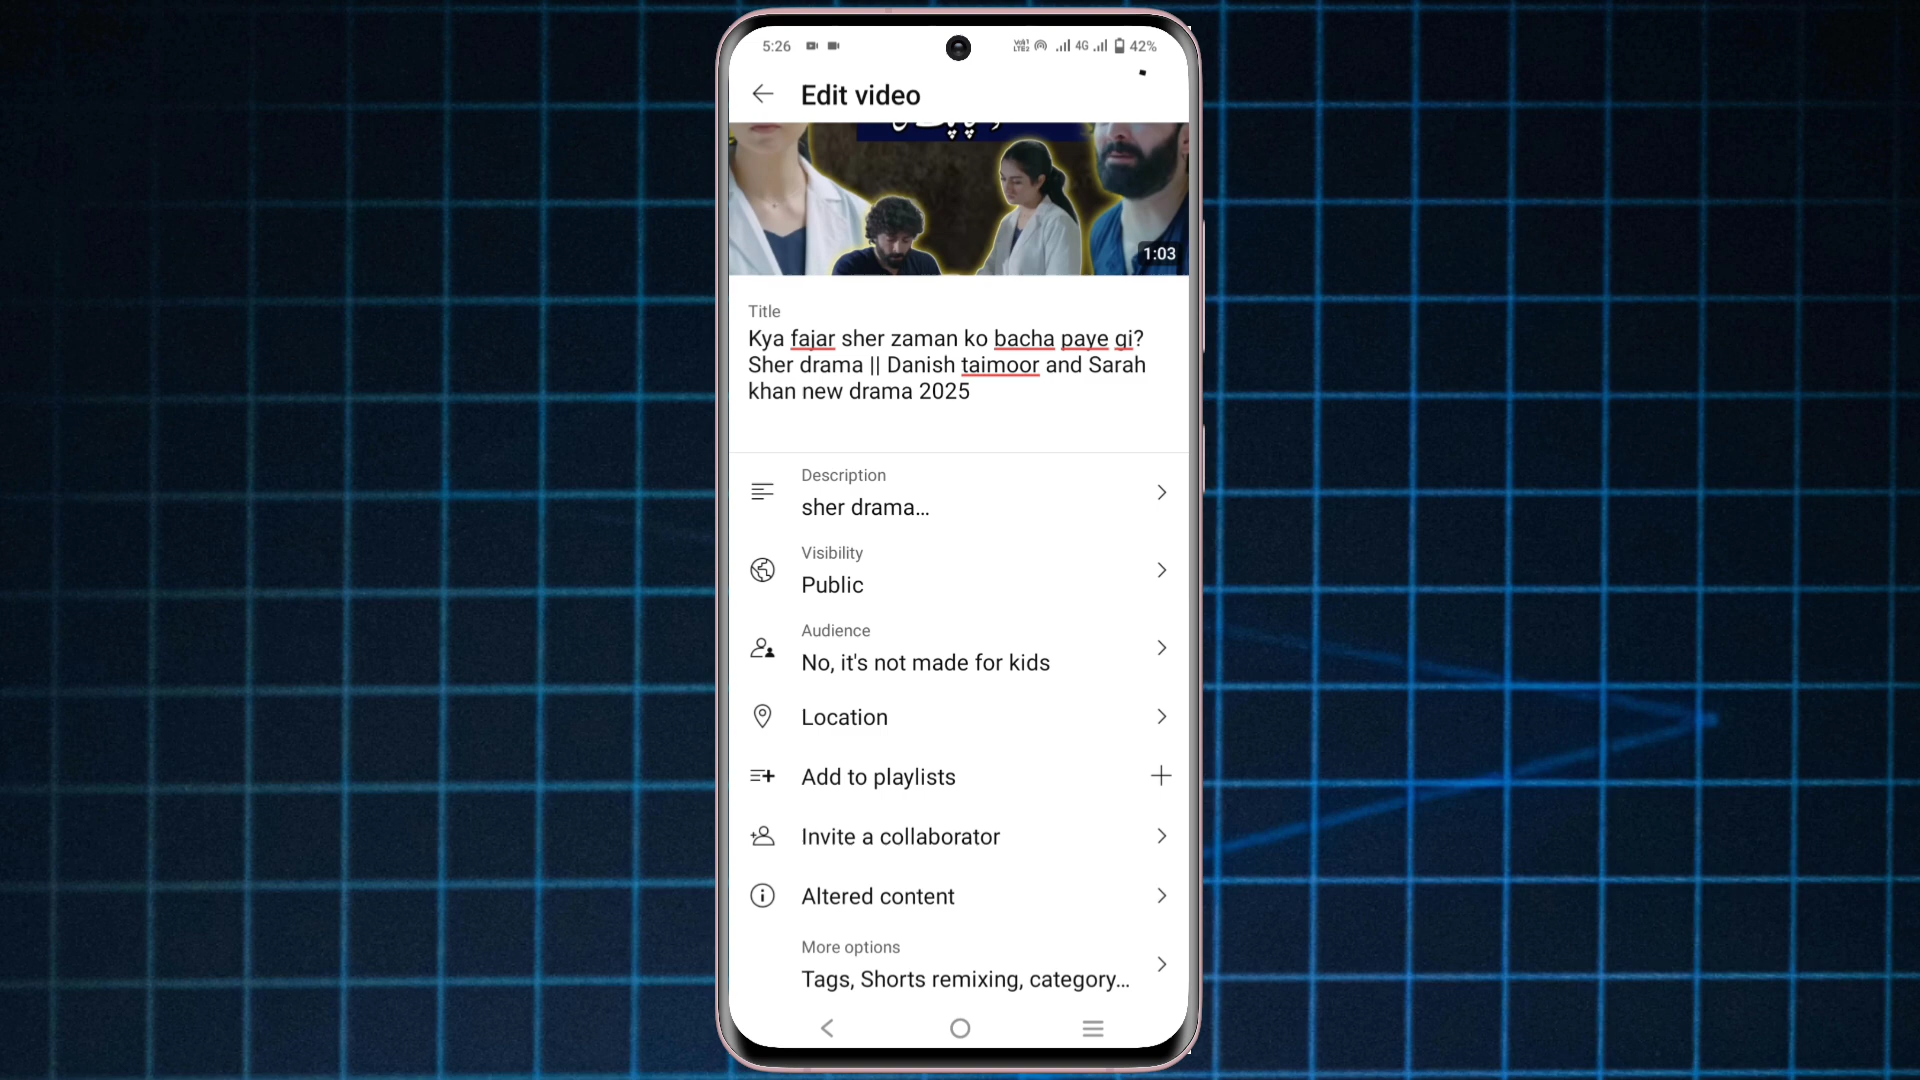 5:26
4G 42%
Edit video
1:03
Title
Kya fajar sher zaman ko bacha paye gi?
Sher drama || Danish taimoor and Sarah
khan new drama 2025
Description
sher drama...
Visibility
Public
Audience
No, it's not made for kids
Location
Add to playlists
Invite a collaborator
Altered content
More options
Tags, Shorts remixing, category...